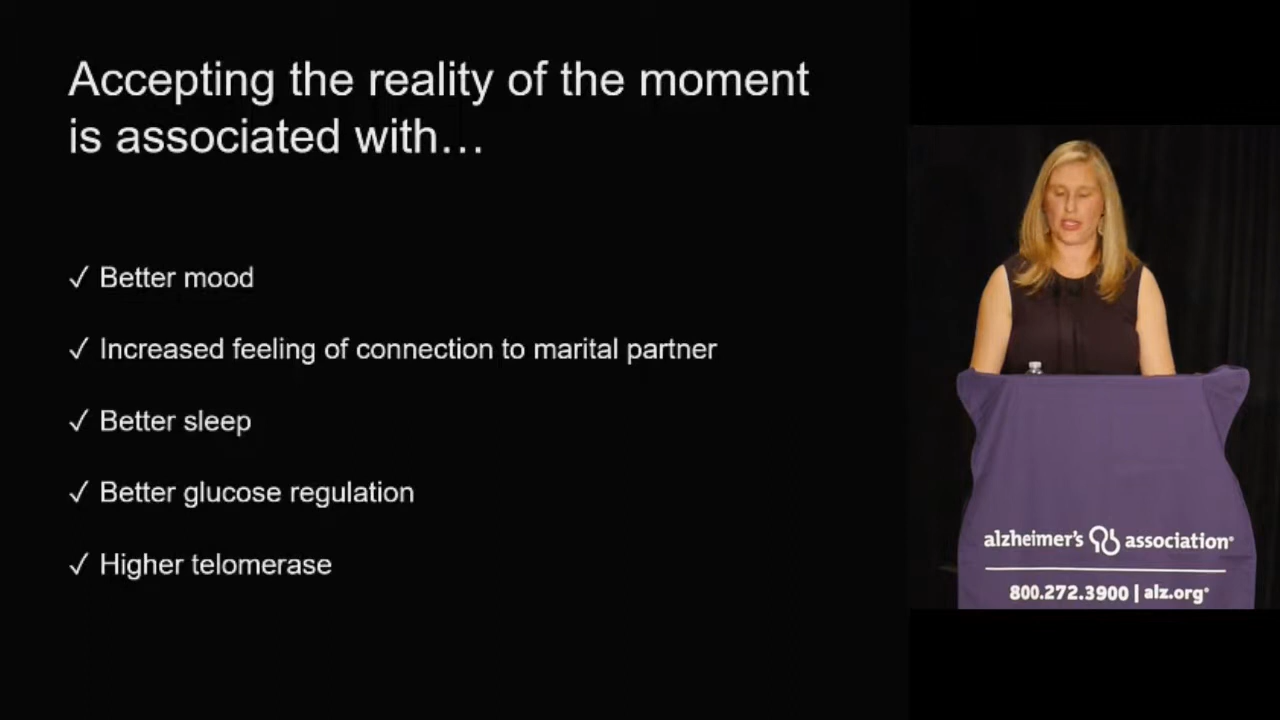 Accepting the reality of the moment
is associated with…
✓ Better mood
✓ Increased feeling of connection to marital partner
✓ Better sleep
✓ Better glucose regulation
✓ Higher telomerase
alzheimer's association®
800.272.3900 | alz.org®